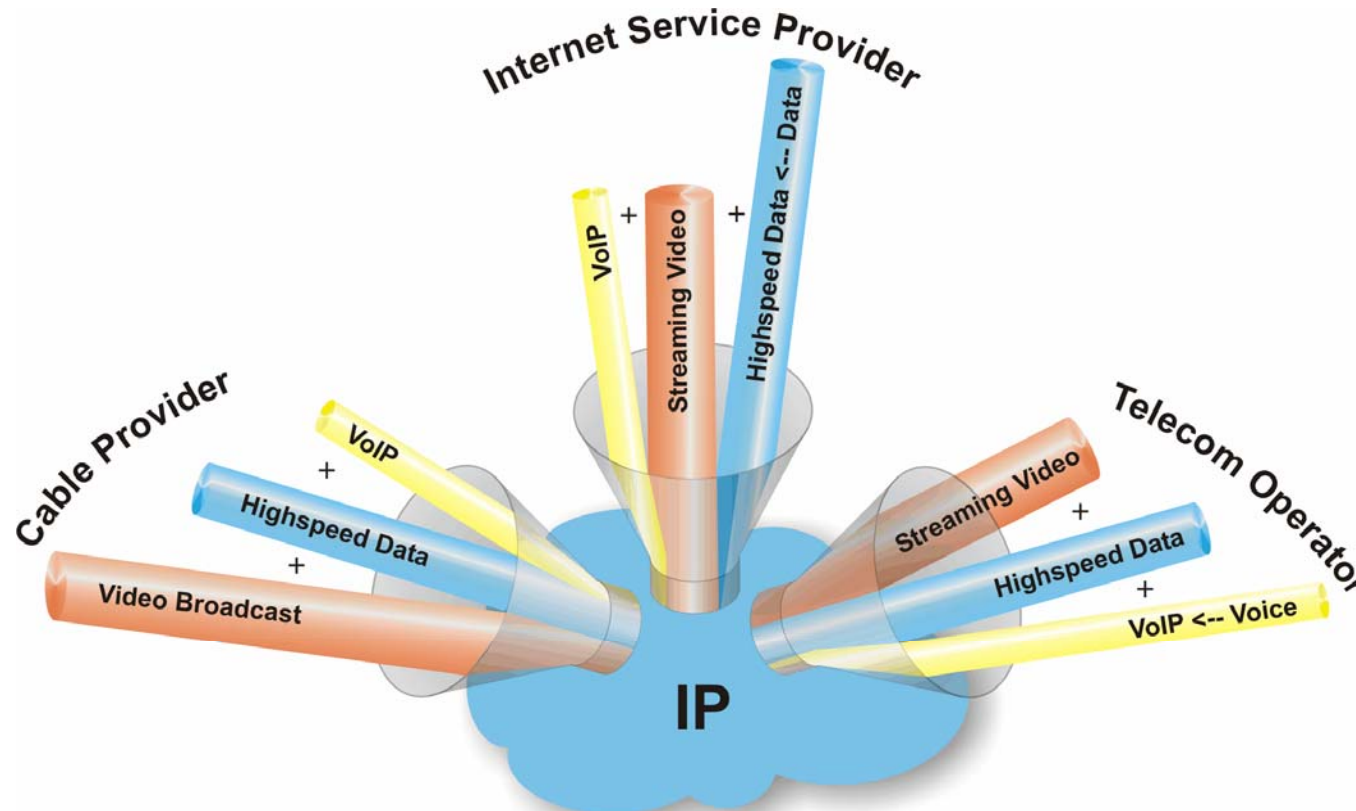 Internet Service Provider
VoIP
+
Streaming Video
+
Highspeed Data <-- Data
Cable Provider
VoIP
+
Highspeed Data
+
Video Broadcast
Telecom Operator
Streaming Video
+
Highspeed Data
+
VoIP <-- Voice
IP